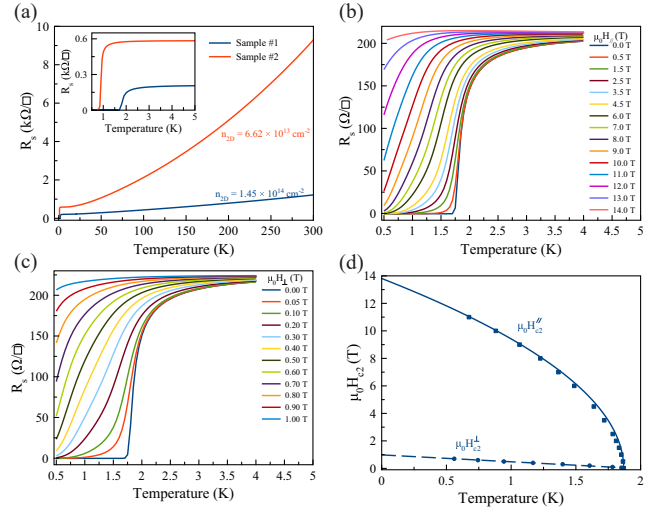 (a)
10
8
6
4
2
0
R_s (kΩ/□)
0.6
0.3
0.0
R_s (kΩ/□)
1 2 3 4 5
Temperature (K)
Sample #1
Sample #2
n_2D = 6.62 × 10^13 cm^-2
n_2D = 1.45 × 10^14 cm^-2
0 50 100 150 200 250 300
Temperature (K)
(b)
200
150
100
50
0
R_s (Ω/□)
μ_0H_// (T)
0.0 T
0.5 T
1.5 T
2.5 T
3.5 T
4.5 T
6.0 T
7.0 T
8.0 T
9.0 T
10.0 T
11.0 T
12.0 T
13.0 T
14.0 T
0.5 1 1.5 2 2.5 3 3.5 4 4.5 5
Temperature (K)
(c)
200
150
100
50
0
R_s (Ω/□)
μ_0H_⊥ (T)
0.00 T
0.05 T
0.10 T
0.20 T
0.30 T
0.40 T
0.50 T
0.60 T
0.70 T
0.80 T
0.90 T
1.00 T
0.5 1 1.5 2 2.5 3 3.5 4 4.5 5
Temperature (K)
(d)
14
12
10
8
6
4
2
0
μ_0H_c2 (T)
μ_0H_c2^//
μ_0H_c2^⊥
0 0.5 1 1.5 2
Temperature (K)